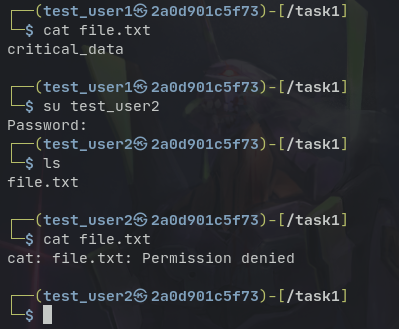 ┌──(test_user1㉿2a0d901c5f73)-[/task1]
└─$ cat file.txt
critical_data
┌──(test_user1㉿2a0d901c5f73)-[/task1]
└─$ su test_user2
Password:
┌──(test_user2㉿2a0d901c5f73)-[/task1]
└─$ ls
file.txt
┌──(test_user2㉿2a0d901c5f73)-[/task1]
└─$ cat file.txt
cat: file.txt: Permission denied
┌──(test_user2㉿2a0d901c5f73)-[/task1]
└─$